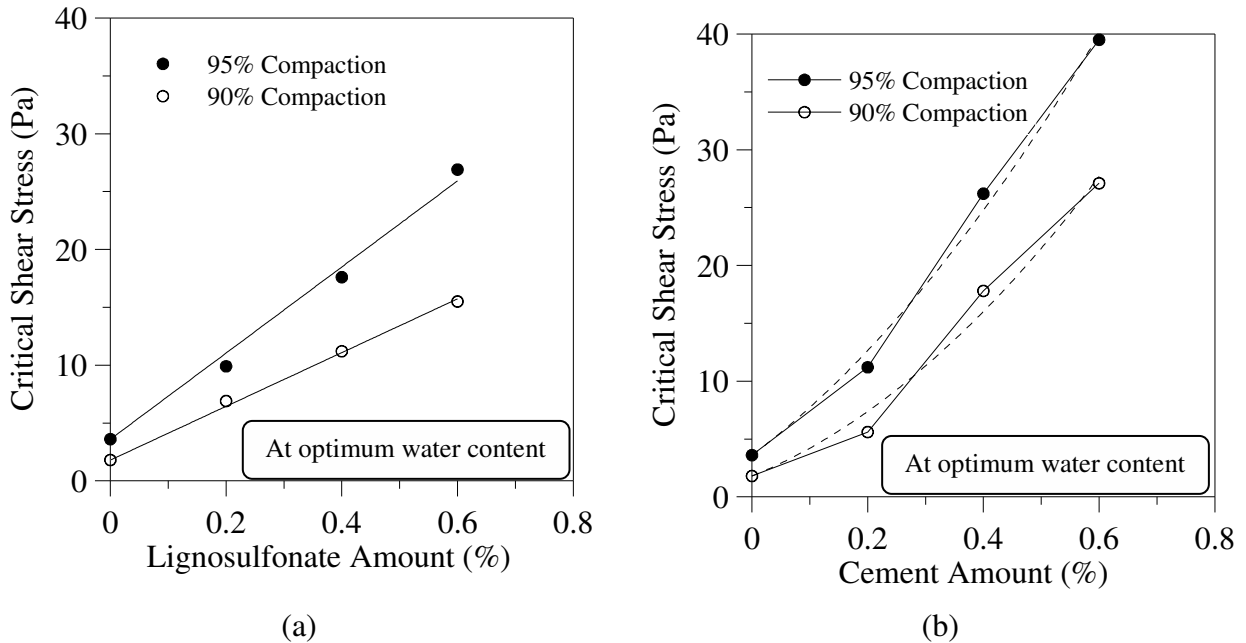 40
30
20
10
0
Critical Shear Stress (Pa)
95% Compaction
90% Compaction
At optimum water content
0 0.2 0.4 0.6 0.8
Lignosulfonate Amount (%)
(a)
40
30
20
10
0
Critical Shear Stress (Pa)
95% Compaction
90% Compaction
At optimum water content
0 0.2 0.4 0.6 0.8
Cement Amount (%)
(b)